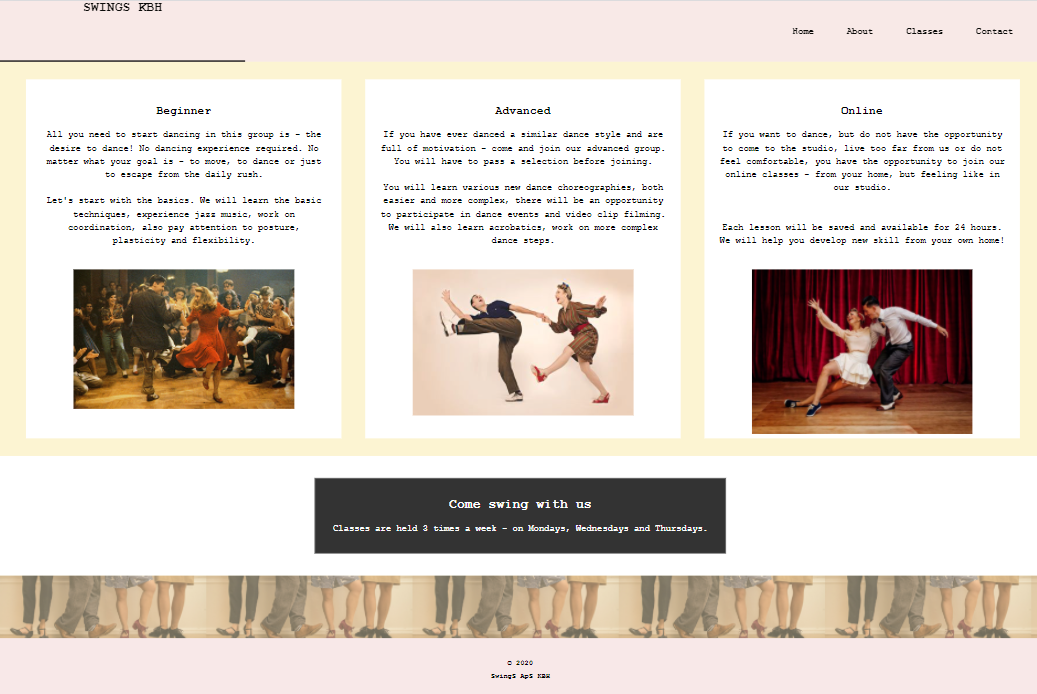 SWINGS KBH
Home About Classes Contact
Beginner
All you need to start dancing in this group is - the
desire to dance! No dancing experience required. No
matter what your goal is - to move, to dance or just
to escape from the daily rush.
Let's start with the basics. We will learn the basic
techniques, experience jazz music, work on
coordination, also pay attention to posture,
plasticity and flexibility.
Advanced
If you have ever danced a similar dance style and are
full of motivation - come and join our advanced group.
You will have to pass a selection before joining.
You will learn various new dance choreographies, both
easier and more complex, there will be an opportunity
to participate in dance events and video clip filming.
We will also learn acrobatics, work on more complex
dance steps.
Online
If you want to dance, but do not have the opportunity
to come to the studio, live too far from us or do not
feel comfortable, you have the opportunity to join our
online classes - from your home, but feeling like in
our studio.
Each lesson will be saved and available for 24 hours.
We will help you develop new skill from your own home!
Come swing with us
Classes are held 3 times a week - on Mondays, Wednesdays and Thursdays.
© 2020
SwingS ApS KBH